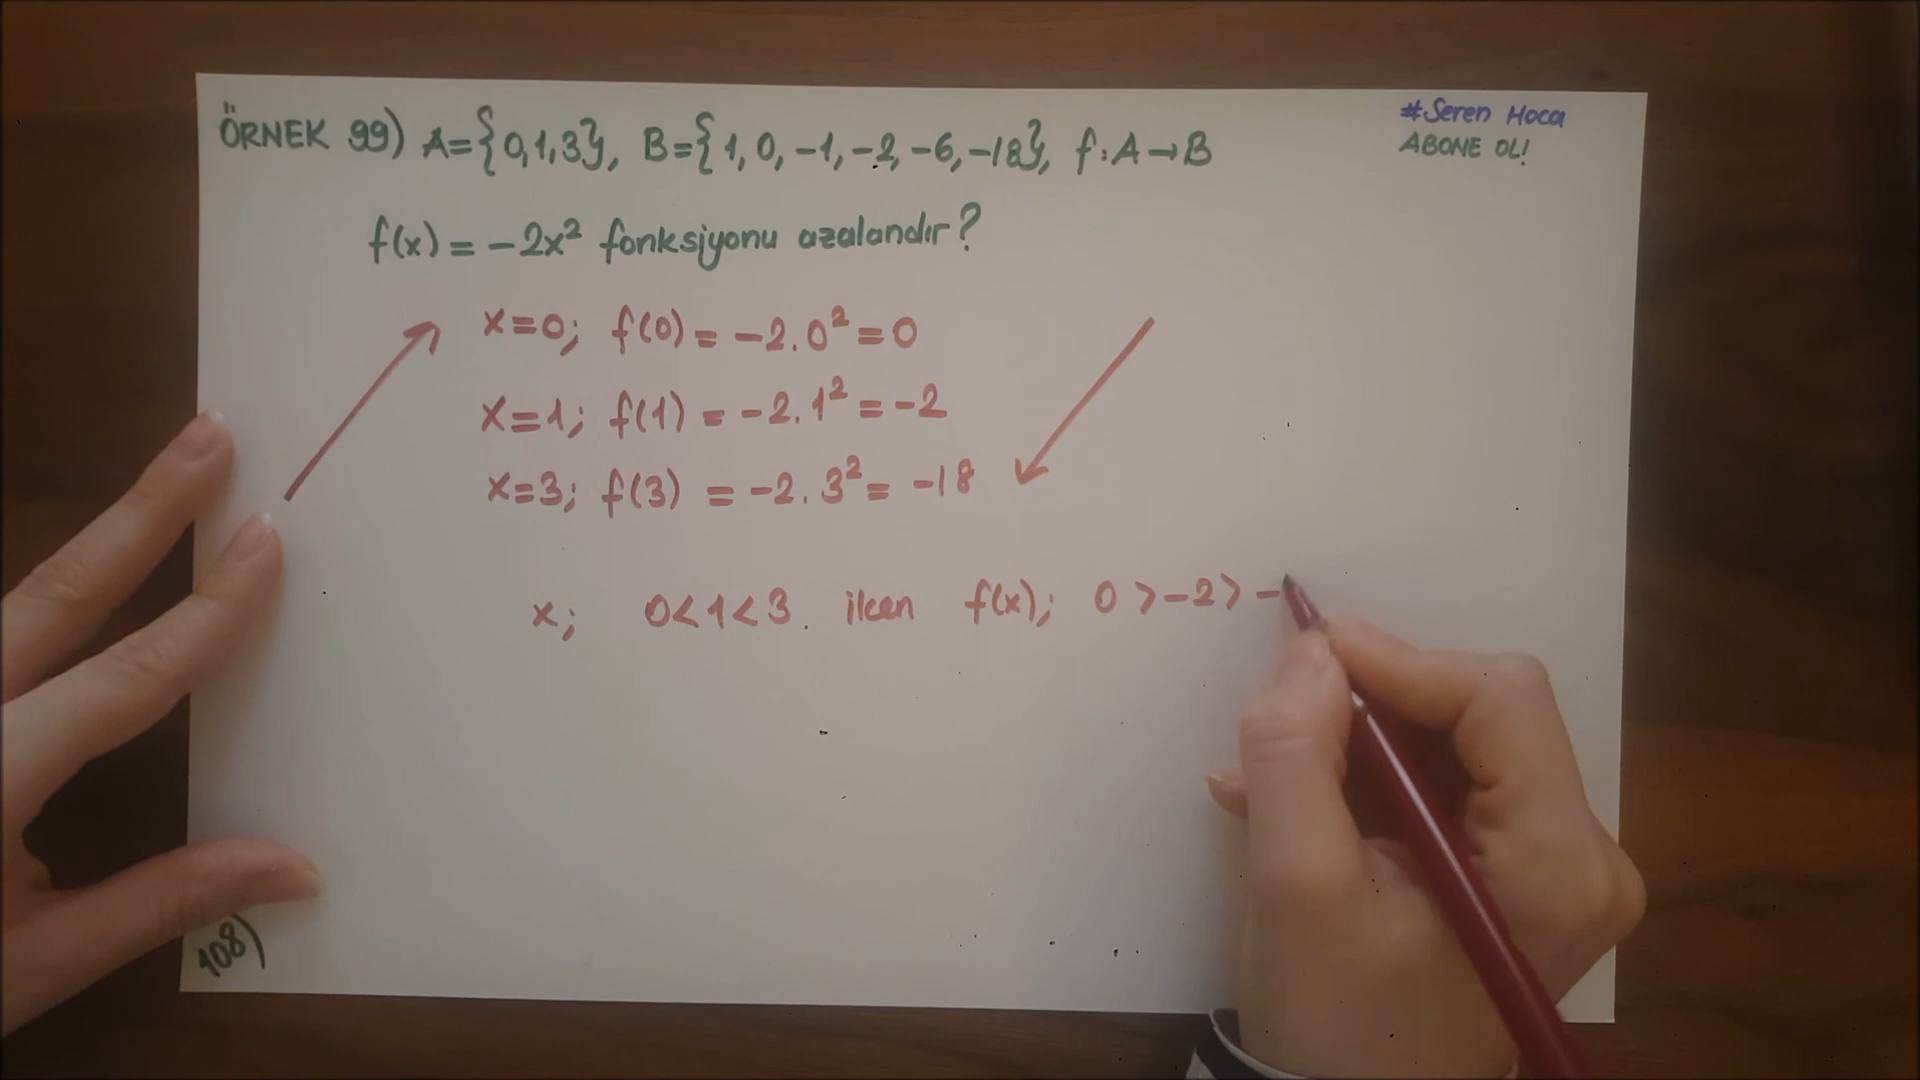 ÖRNEK 99) A={0,1,3}, B={1, 0, -1, -2, -6, -18}, f:A→B
#Seren Hoca
ABONE OL!
f(x) = -2x² fonksiyonu azalandır?
x=0; f(0) = -2.0² = 0
x=1; f(1) = -2.1² = -2
x=3; f(3) = -2.3² = -18
x; 0<1<3. iken f(x); 0 > -2 > -
108)